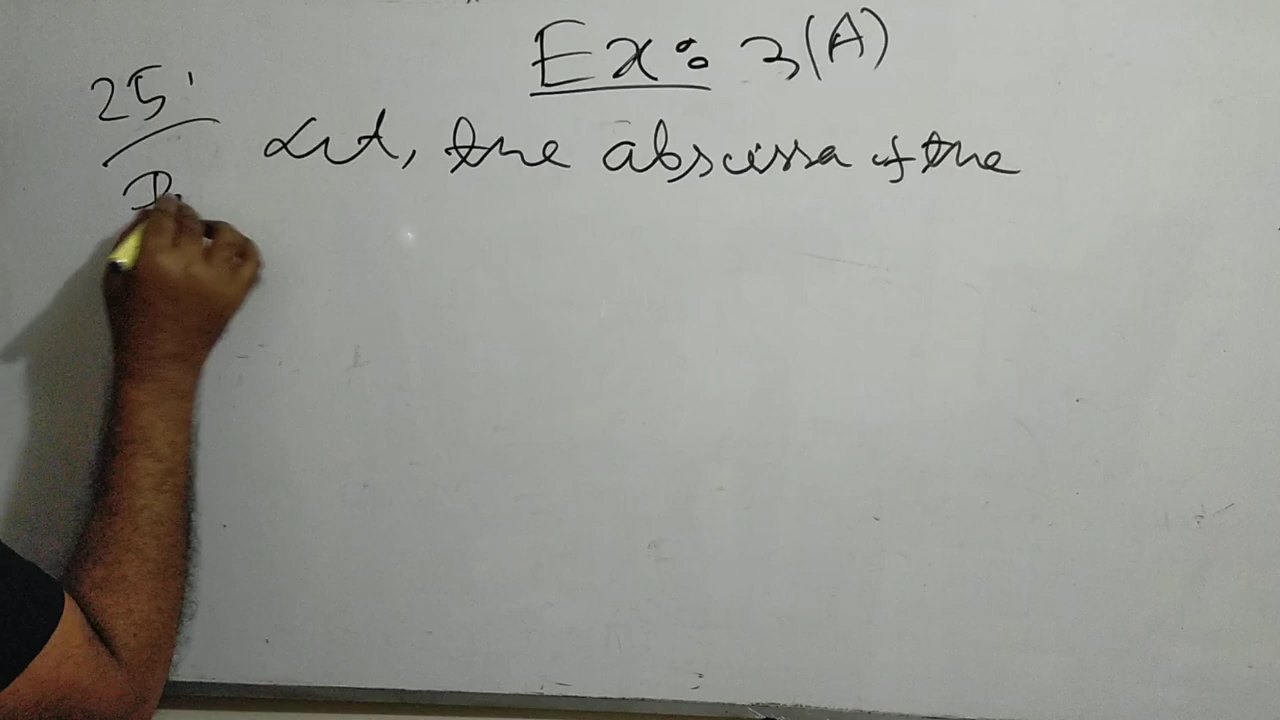 Ex: 3(A)
25'
Let, the abscissa of the